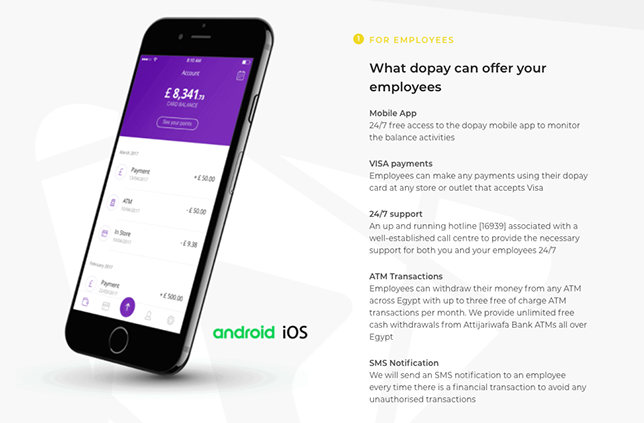 8:10 AM
Account
£ 8,341.73
CARD BALANCE
See your points
March 2017
Payment
+ £ 50.00
ATM
- £ 50.00
In Store
- £ 9.38
February 2017
Payment
+ £ 500.00
android iOS
! FOR EMPLOYEES
What dopay can offer your
employees
Mobile App
24/7 free access to the dopay mobile app to monitor
the balance activities
VISA payments
Employees can make any payments using their dopay
card at any store or outlet that accepts Visa
24/7 support
An up and running hotline [16939] associated with a
well-established call centre to provide the necessary
support for both you and your employees 24/7
ATM Transactions
Employees can withdraw their money from any ATM
across Egypt with up to three free of charge ATM
transactions per month. We provide unlimited free
cash withdrawals from Attijariwafa Bank ATMs all over
Egypt
SMS Notification
We will send an SMS notification to an employee
every time there is a financial transaction to avoid any
unauthorised transactions